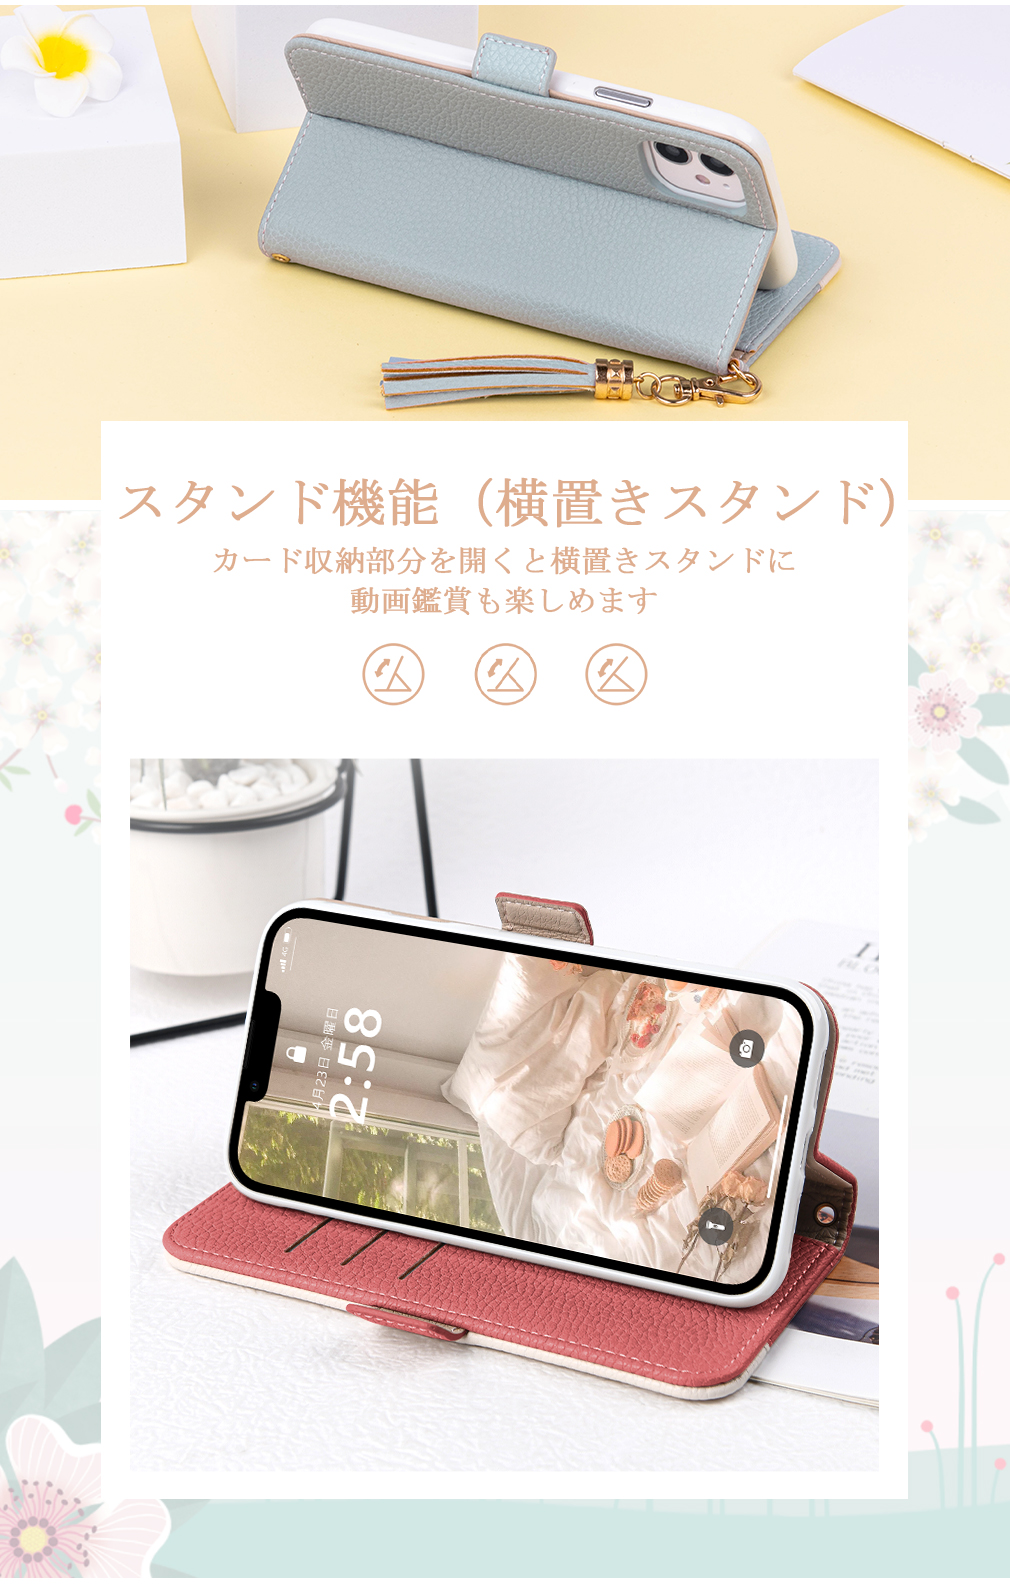 スタンド機能（横置きスタンド）
カード収納部分を開くと横置きスタンドに
動画鑑賞も楽しめます
4G
4月23日 金曜日
2:58